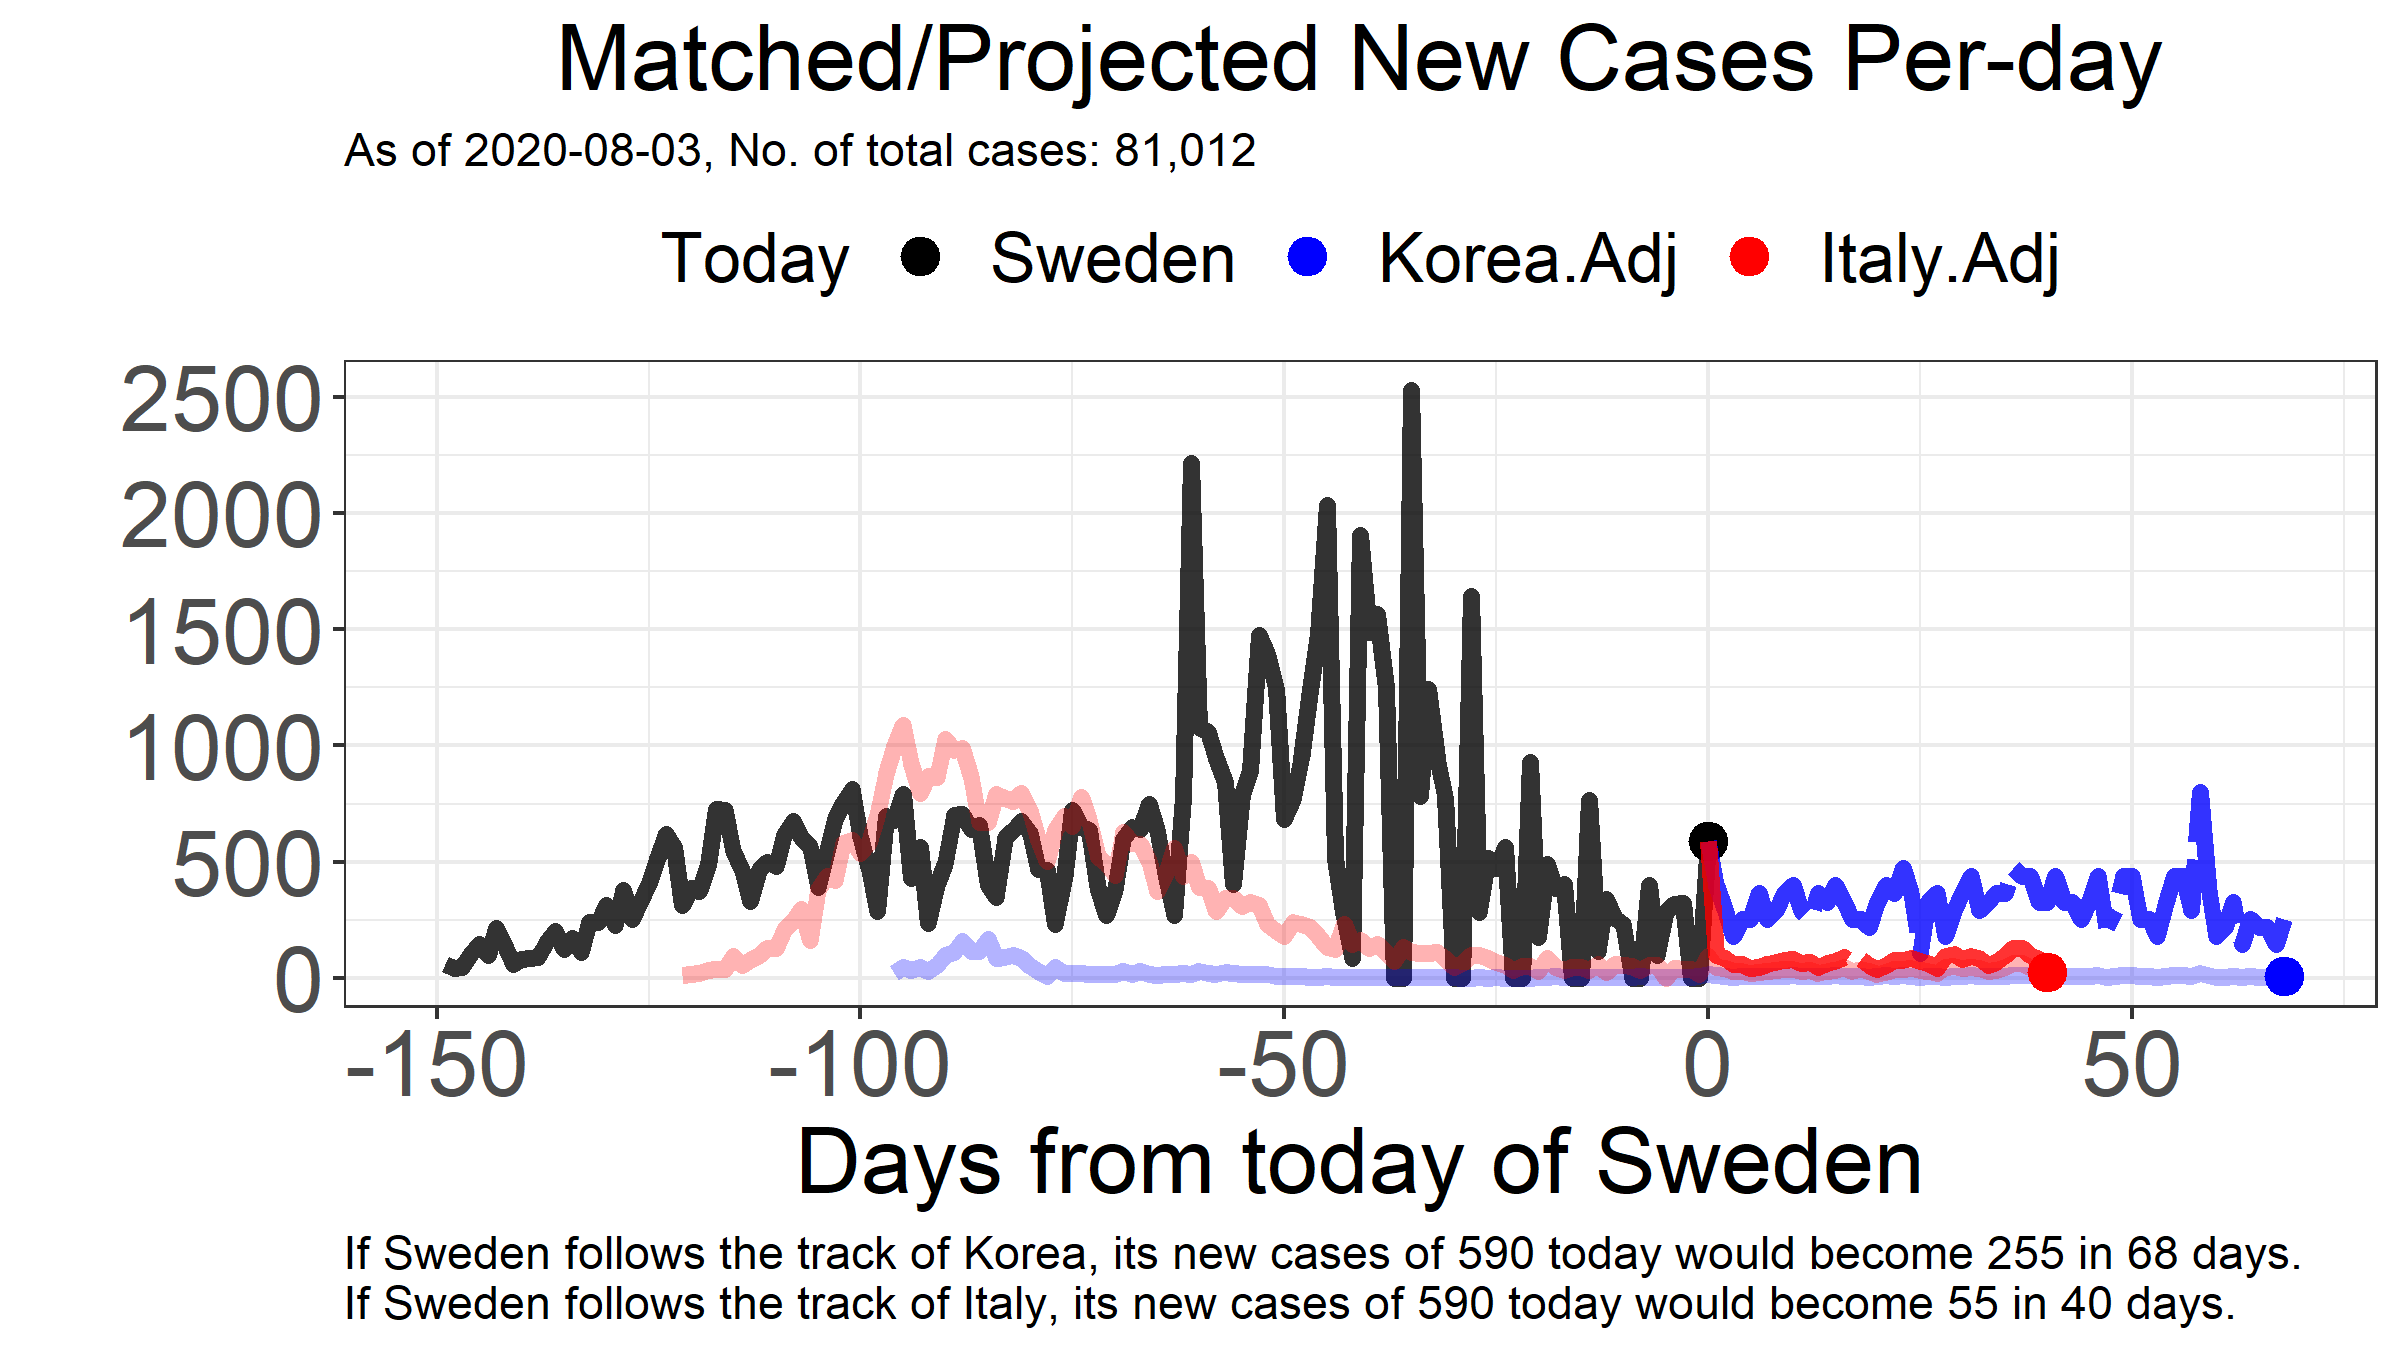 Matched/Projected New Cases Per-day
As of 2020-08-03, No. of total cases: 81,012
Today Sweden Korea.Adj Italy.Adj
2500
2000
1500
1000
500
0
-150 -100 -50 0 50
Days from today of Sweden
If Sweden follows the track of Korea, its new cases of 590 today would become 255 in 68 days.
If Sweden follows the track of Italy, its new cases of 590 today would become 55 in 40 days.